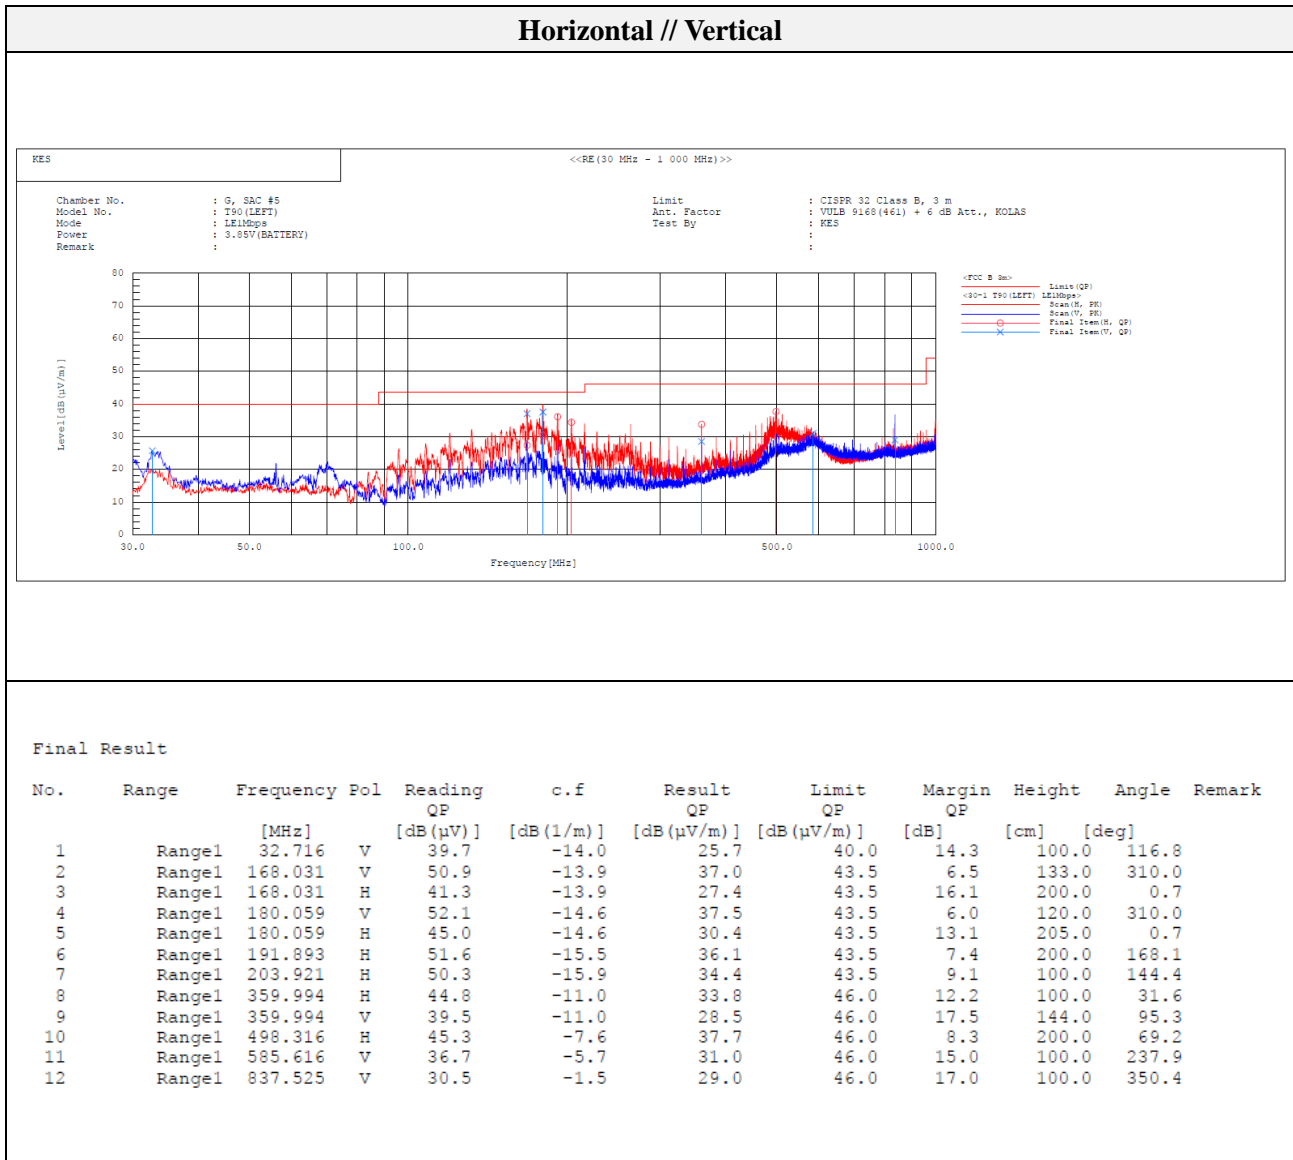 Horizontal // Vertical
KES
<<RE(30 MHz - 1 000 MHz)>>
Chamber No. : G, SAC #5
Model No. : T90(LEFT)
Mode : LE1Mbps
Power : 3.85V(BATTERY)
Remark :
Limit : CISPR 32 Class B, 3 m
Ant. Factor : VULB 9168(461) + 6 dB Att., KOLAS
Test By : KES
:
:
<FCC B 3m>
Limit(QP)
<30-1 T90(LEFT) LE1Mbps>
Scan(H, PK)
Scan(V, PK)
Final Item(H, QP)
Final Item(V, QP)
Level[dB(µV/m)]
80
70
60
50
40
30
20
10
0
30.0 50.0 100.0 500.0 1000.0
Frequency[MHz]
Final Result
No. Range Frequency Pol Reading c.f Result Limit Margin Height Angle Remark
QP QP QP QP
[MHz] [dB(µV)] [dB(1/m)] [dB(µV/m)] [dB(µV/m)] [dB] [cm] [deg]
1 Range1 32.716 V 39.7 -14.0 25.7 40.0 14.3 100.0 116.8
2 Range1 168.031 V 50.9 -13.9 37.0 43.5 6.5 133.0 310.0
3 Range1 168.031 H 41.3 -13.9 27.4 43.5 16.1 200.0 0.7
4 Range1 180.059 V 52.1 -14.6 37.5 43.5 6.0 120.0 310.0
5 Range1 180.059 H 45.0 -14.6 30.4 43.5 13.1 205.0 0.7
6 Range1 191.893 H 51.6 -15.5 36.1 43.5 7.4 200.0 168.1
7 Range1 203.921 H 50.3 -15.9 34.4 43.5 9.1 100.0 144.4
8 Range1 359.994 H 44.8 -11.0 33.8 46.0 12.2 100.0 31.6
9 Range1 359.994 V 39.5 -11.0 28.5 46.0 17.5 144.0 95.3
10 Range1 498.316 H 45.3 -7.6 37.7 46.0 8.3 200.0 69.2
11 Range1 585.616 V 36.7 -5.7 31.0 46.0 15.0 100.0 237.9
12 Range1 837.525 V 30.5 -1.5 29.0 46.0 17.0 100.0 350.4